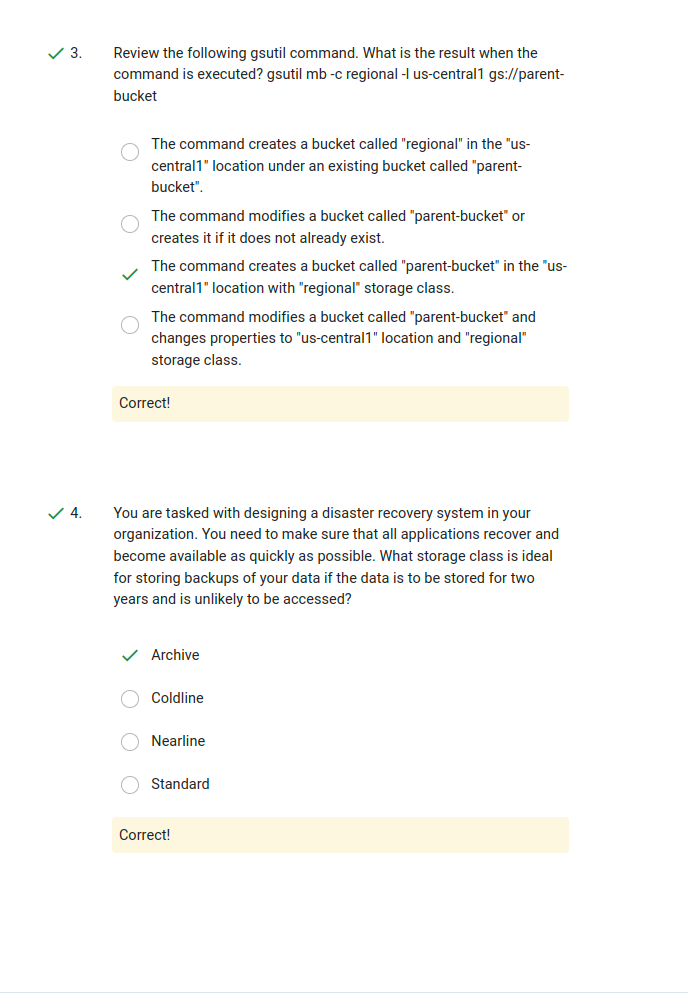 3. Review the following gsutil command. What is the result when the
command is executed? gsutil mb -c regional -l us-central1 gs://parent-
bucket
The command creates a bucket called "regional" in the "us-
central1" location under an existing bucket called "parent-
bucket".
The command modifies a bucket called "parent-bucket" or
creates it if it does not already exist.
The command creates a bucket called "parent-bucket" in the "us-
central1" location with "regional" storage class.
The command modifies a bucket called "parent-bucket" and
changes properties to "us-central1" location and "regional"
storage class.
Correct!
4. You are tasked with designing a disaster recovery system in your
organization. You need to make sure that all applications recover and
become available as quickly as possible. What storage class is ideal
for storing backups of your data if the data is to be stored for two
years and is unlikely to be accessed?
Archive
Coldline
Nearline
Standard
Correct!